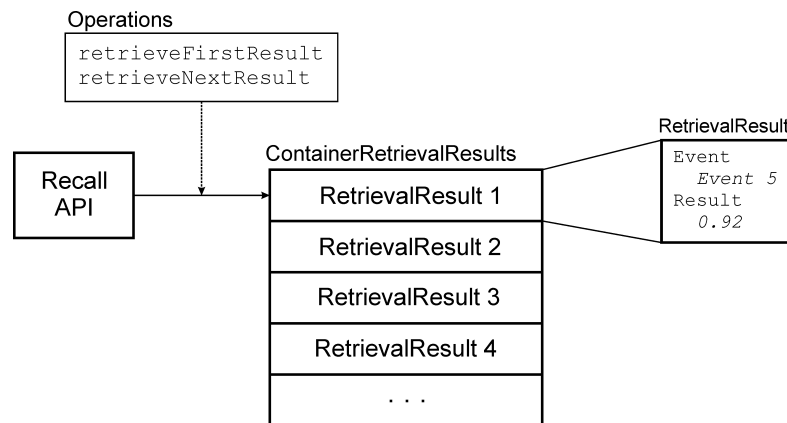 Operations
retrieveFirstResult
retrieveNextResult
Recall
API
ContainerRetrievalResults
RetrievalResult 1
RetrievalResult 2
RetrievalResult 3
RetrievalResult 4
. . .
RetrievalResult
Event
Event 5
Result
0.92